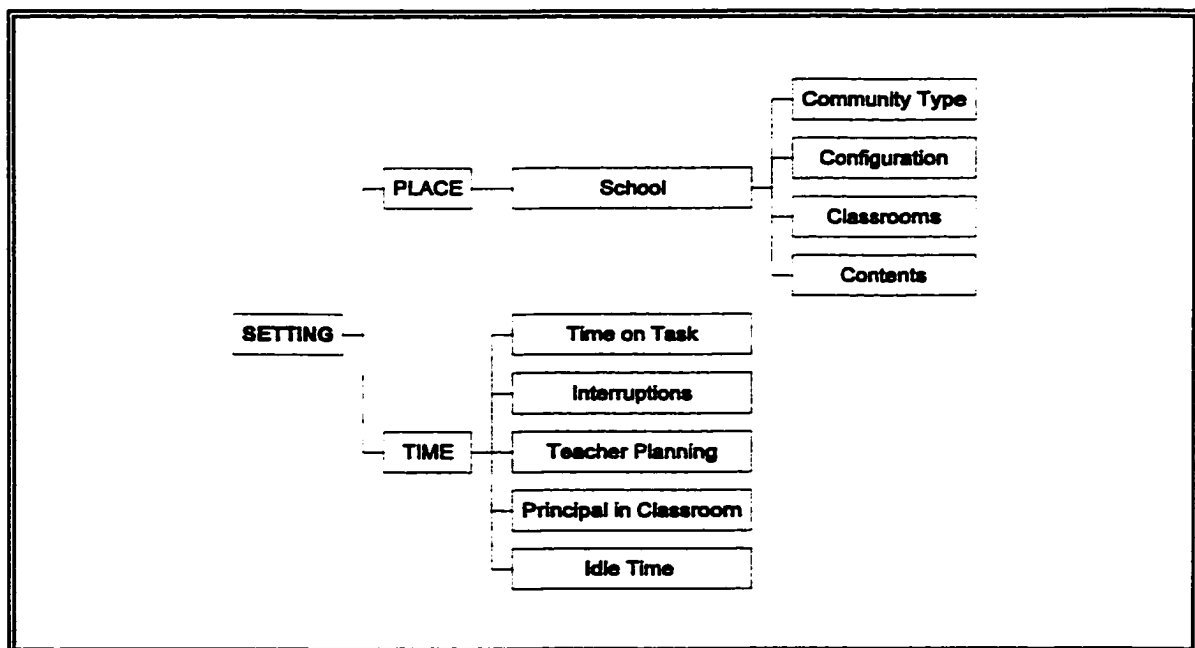 Community Type
Configuration
PLACE
School
Classrooms
Contents
SETTING
Time on Task
Interruptions
TIME
Teacher Planning
Principal in Classroom
Idle Time